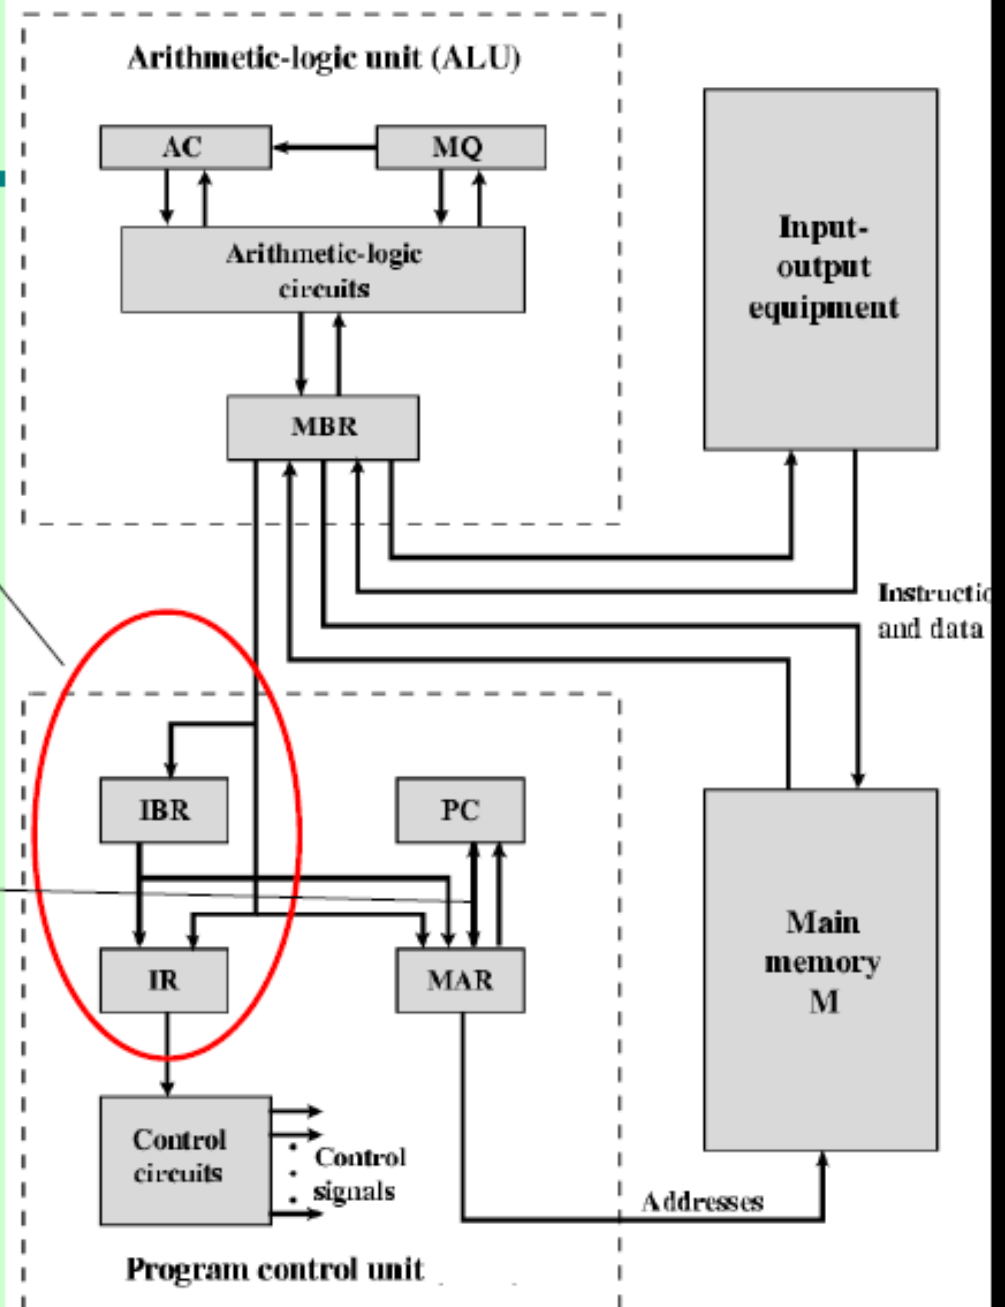 Arithmetic-logic unit (ALU)
AC
MQ
Arithmetic-logic
circuits
Input-
output
equipment
MBR
Instructio
and data
IBR
PC
IR
MAR
Main
memory
M
Control
circuits
Control
signals
Addresses
Program control unit